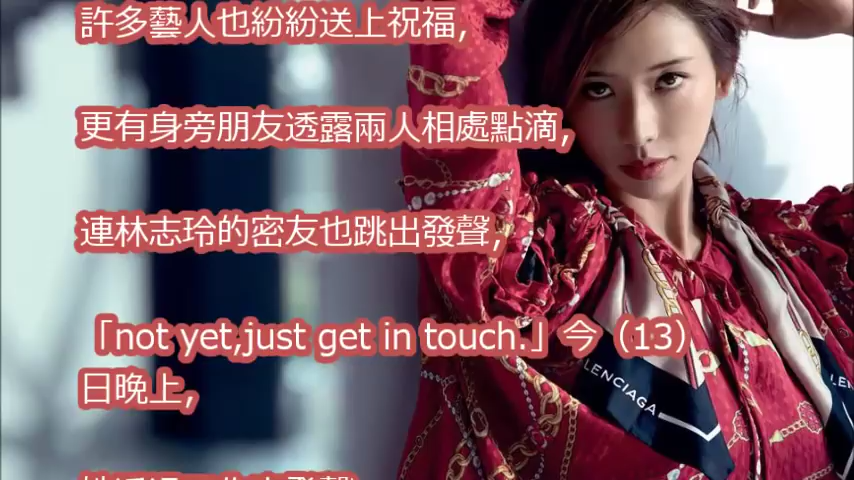 許多藝人也紛紛送上祝福，
更有身旁朋友透露兩人相處點滴，
連林志玲的密友也跳出發聲，
「not yet,just get in touch.」今（13）
日晚上，
LENCIAGA
LEN